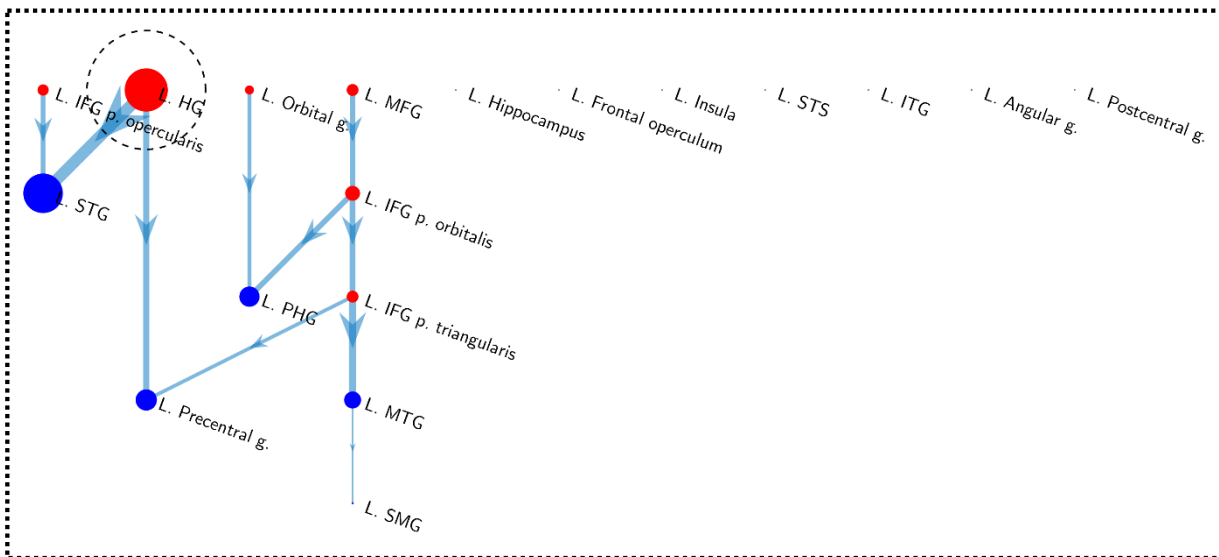 L. IFG p. opercularis
L. HG
L. Orbital g.
L. MFG
L. Hippocampus
L. Frontal operculum
L. Insula
L. STS
L. ITG
L. Angular g.
L. Postcentral g.
L. STG
L. IFG p. orbitalis
L. PHG
L. IFG p. triangularis
L. Precentral g.
L. MTG
L. SMG